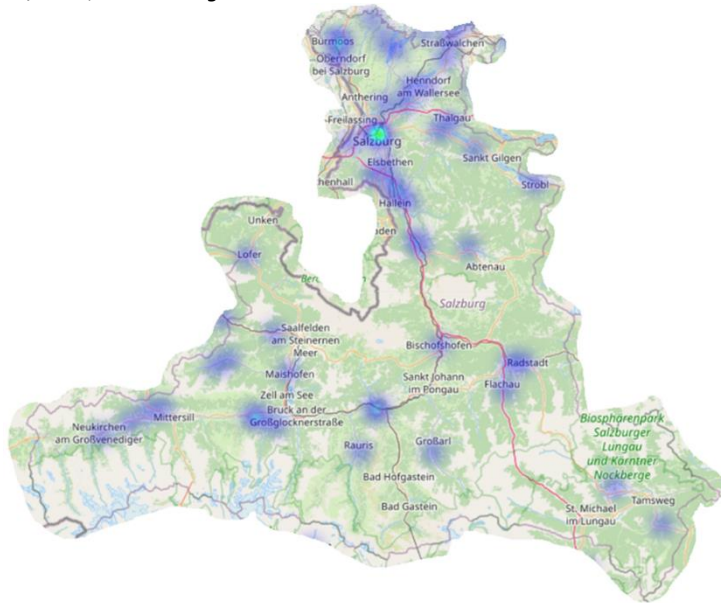 Bürmoos
Straßwalchen
Oberndorf
bei Salzburg
Henndorf
am Wallersee
Anthering
Freilassing
Thalgau
Salzburg
Elsbethen
Sankt Gilgen
chenhall
Strobl
Hallein
Unken
den
Lofer
Abtenau
Salzburg
Saalfelden
am Steinernen
Meer
Bischofshofen
Radstadt
Maishofen
Sankt Johann
im Pongau
Flachau
Zell am See
Bruck an der
Großglocknerstraße
Mittersill
Neukirchen
am Großvenediger
Rauris
Großarl
Biosphärenpark
Salzburger
Lungau
und Kärntner
Nockberge
Bad Hofgastein
Bad Gastein
St. Michael
im Lungau
Tamsweg